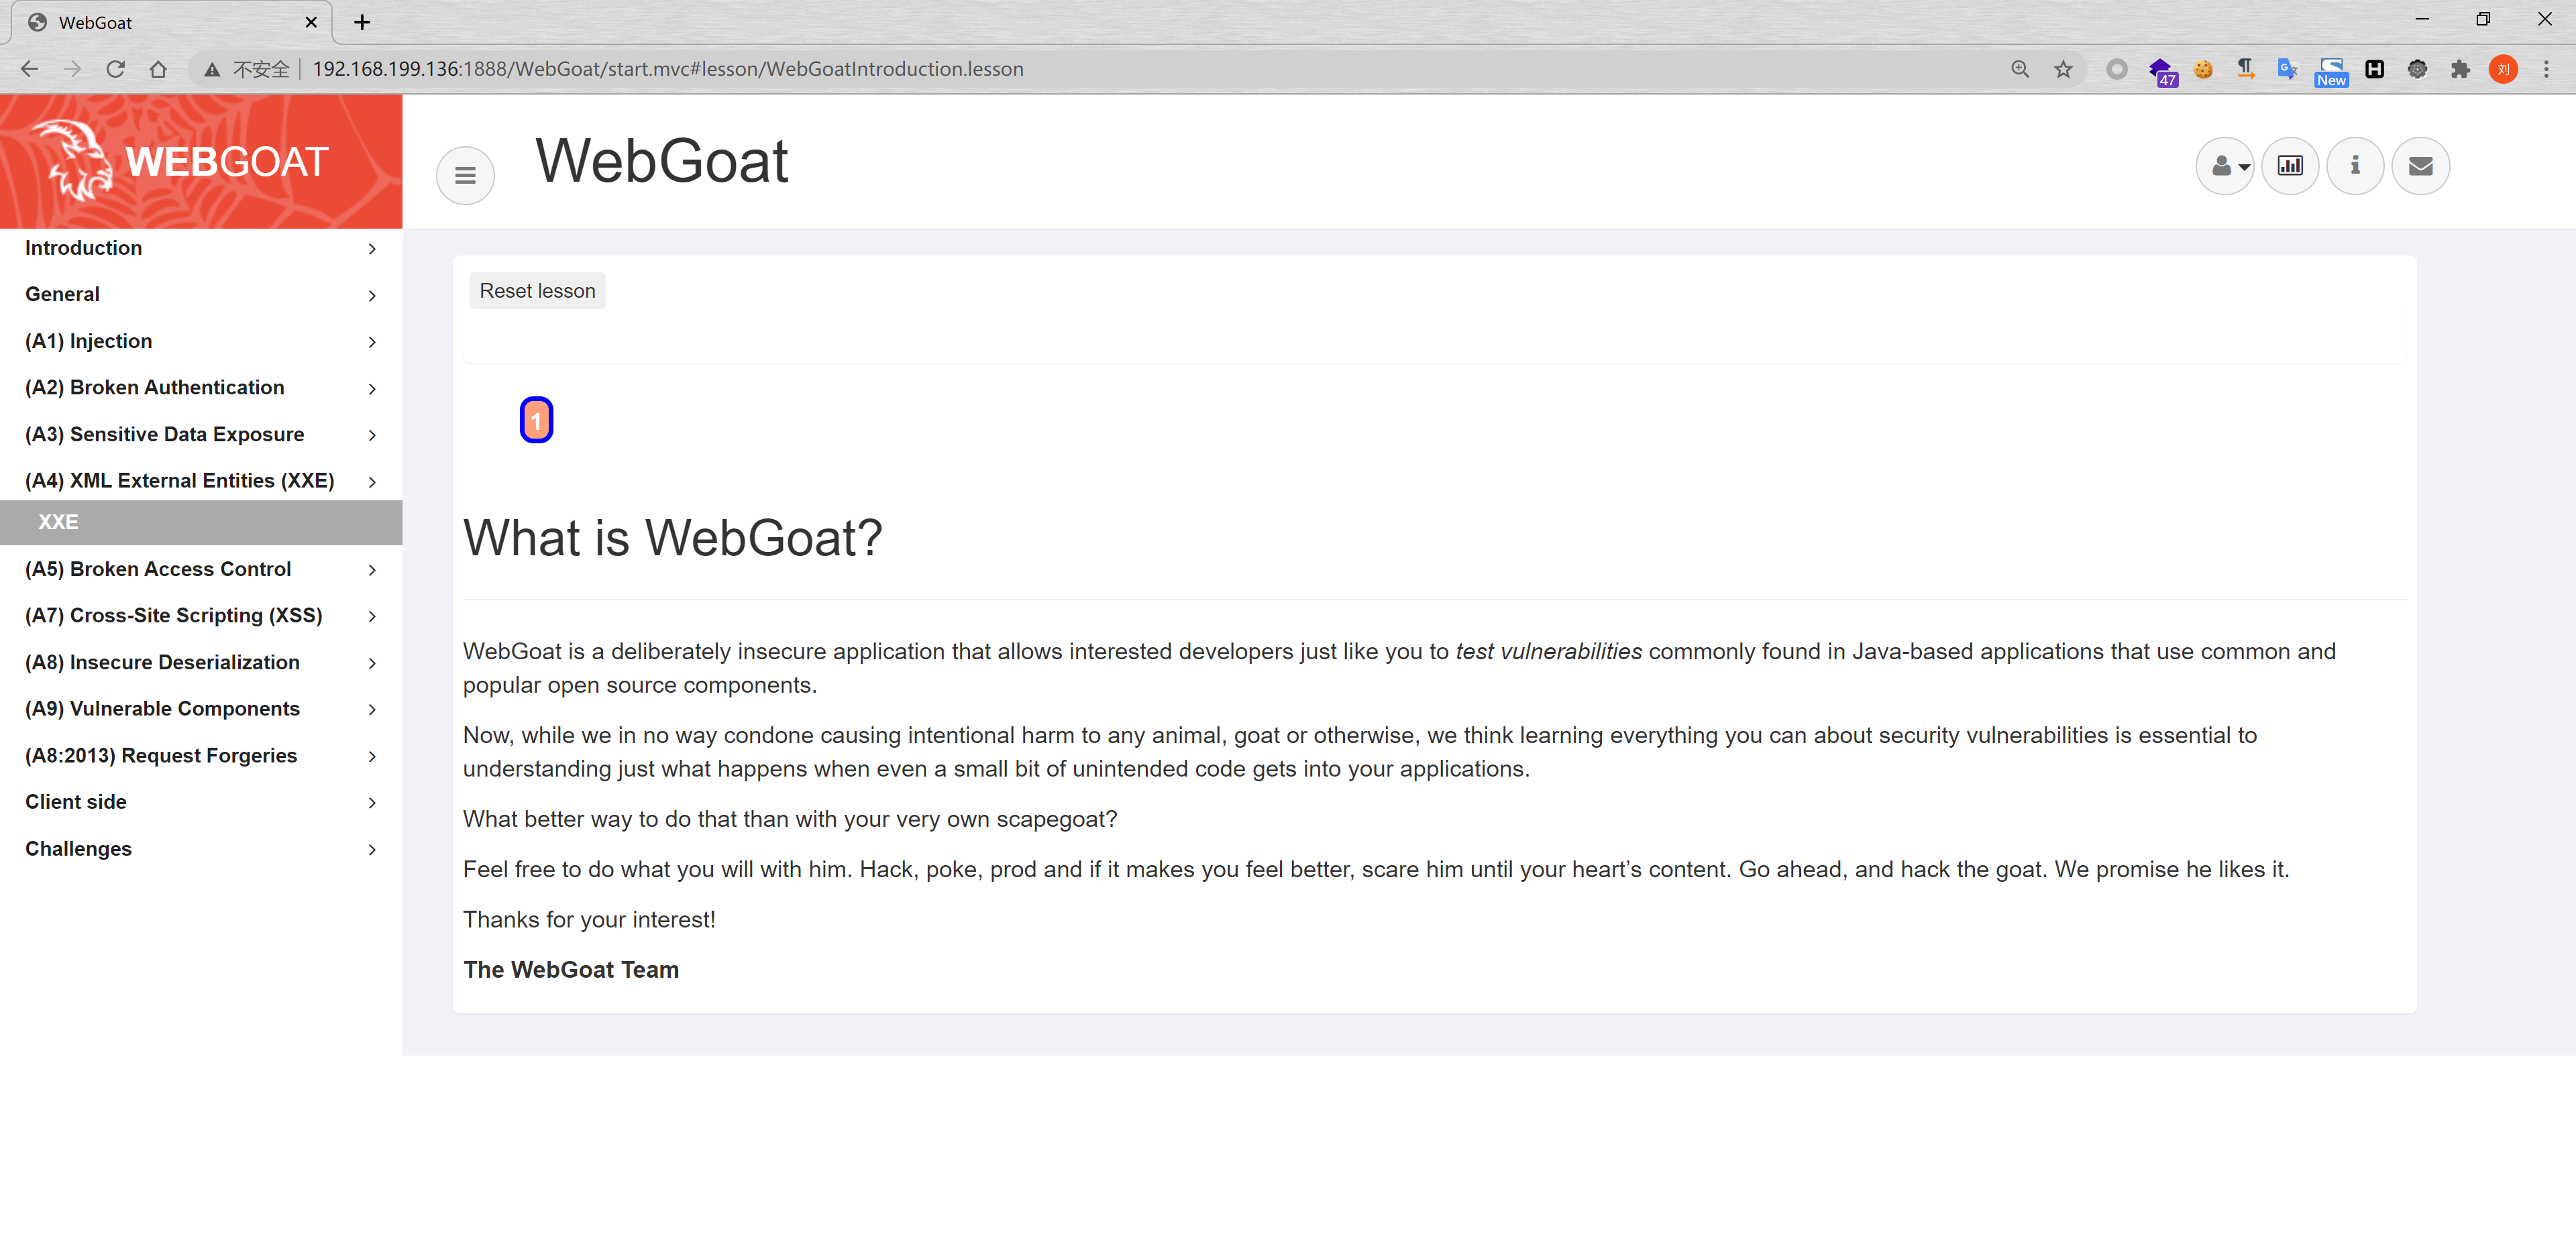 WebGoat
不安全 192.168.199.136:1888/WebGoat/start.mvc#lesson/WebGoatIntroduction.lesson
47
New
刘
WEBGOAT
WebGoat
Introduction
General
(A1) Injection
(A2) Broken Authentication
(A3) Sensitive Data Exposure
(A4) XML External Entities (XXE)
XXE
(A5) Broken Access Control
(A7) Cross-Site Scripting (XSS)
(A8) Insecure Deserialization
(A9) Vulnerable Components
(A8:2013) Request Forgeries
Client side
Challenges
Reset lesson
1
What is WebGoat?
WebGoat is a deliberately insecure application that allows interested developers just like you to test vulnerabilities commonly found in Java-based applications that use common and
popular open source components.
Now, while we in no way condone causing intentional harm to any animal, goat or otherwise, we think learning everything you can about security vulnerabilities is essential to
understanding just what happens when even a small bit of unintended code gets into your applications.
What better way to do that than with your very own scapegoat?
Feel free to do what you will with him. Hack, poke, prod and if it makes you feel better, scare him until your heart’s content. Go ahead, and hack the goat. We promise he likes it.
Thanks for your interest!
The WebGoat Team